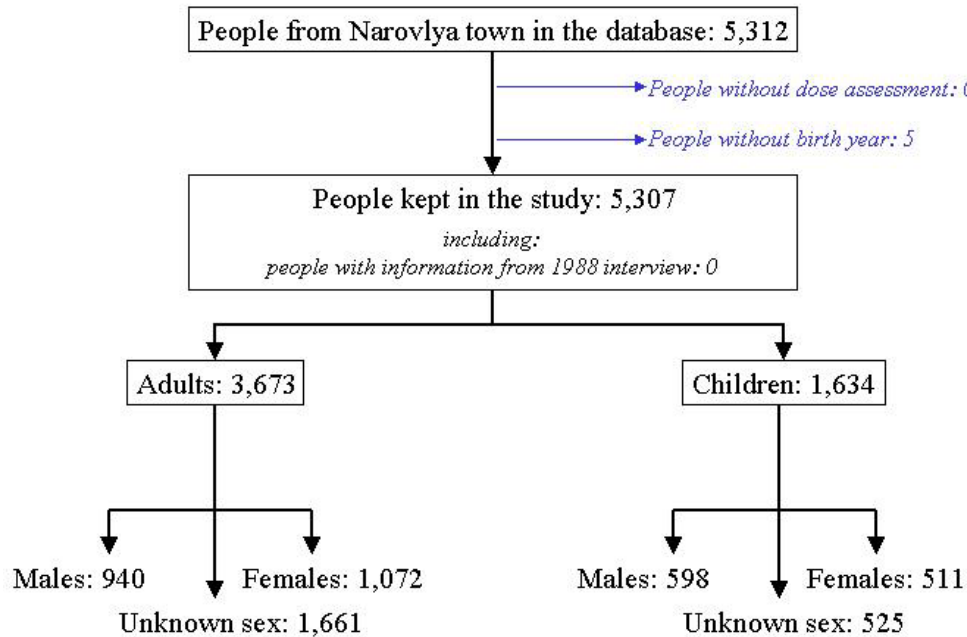 People from Narovlya town in the database: 5,312
People without dose assessment: 0
People without birth year: 5
People kept in the study: 5,307
including:
people with information from 1988 interview: 0
Adults: 3,673
Children: 1,634
Males: 940
Females: 1,072
Unknown sex: 1,661
Males: 598
Females: 511
Unknown sex: 525